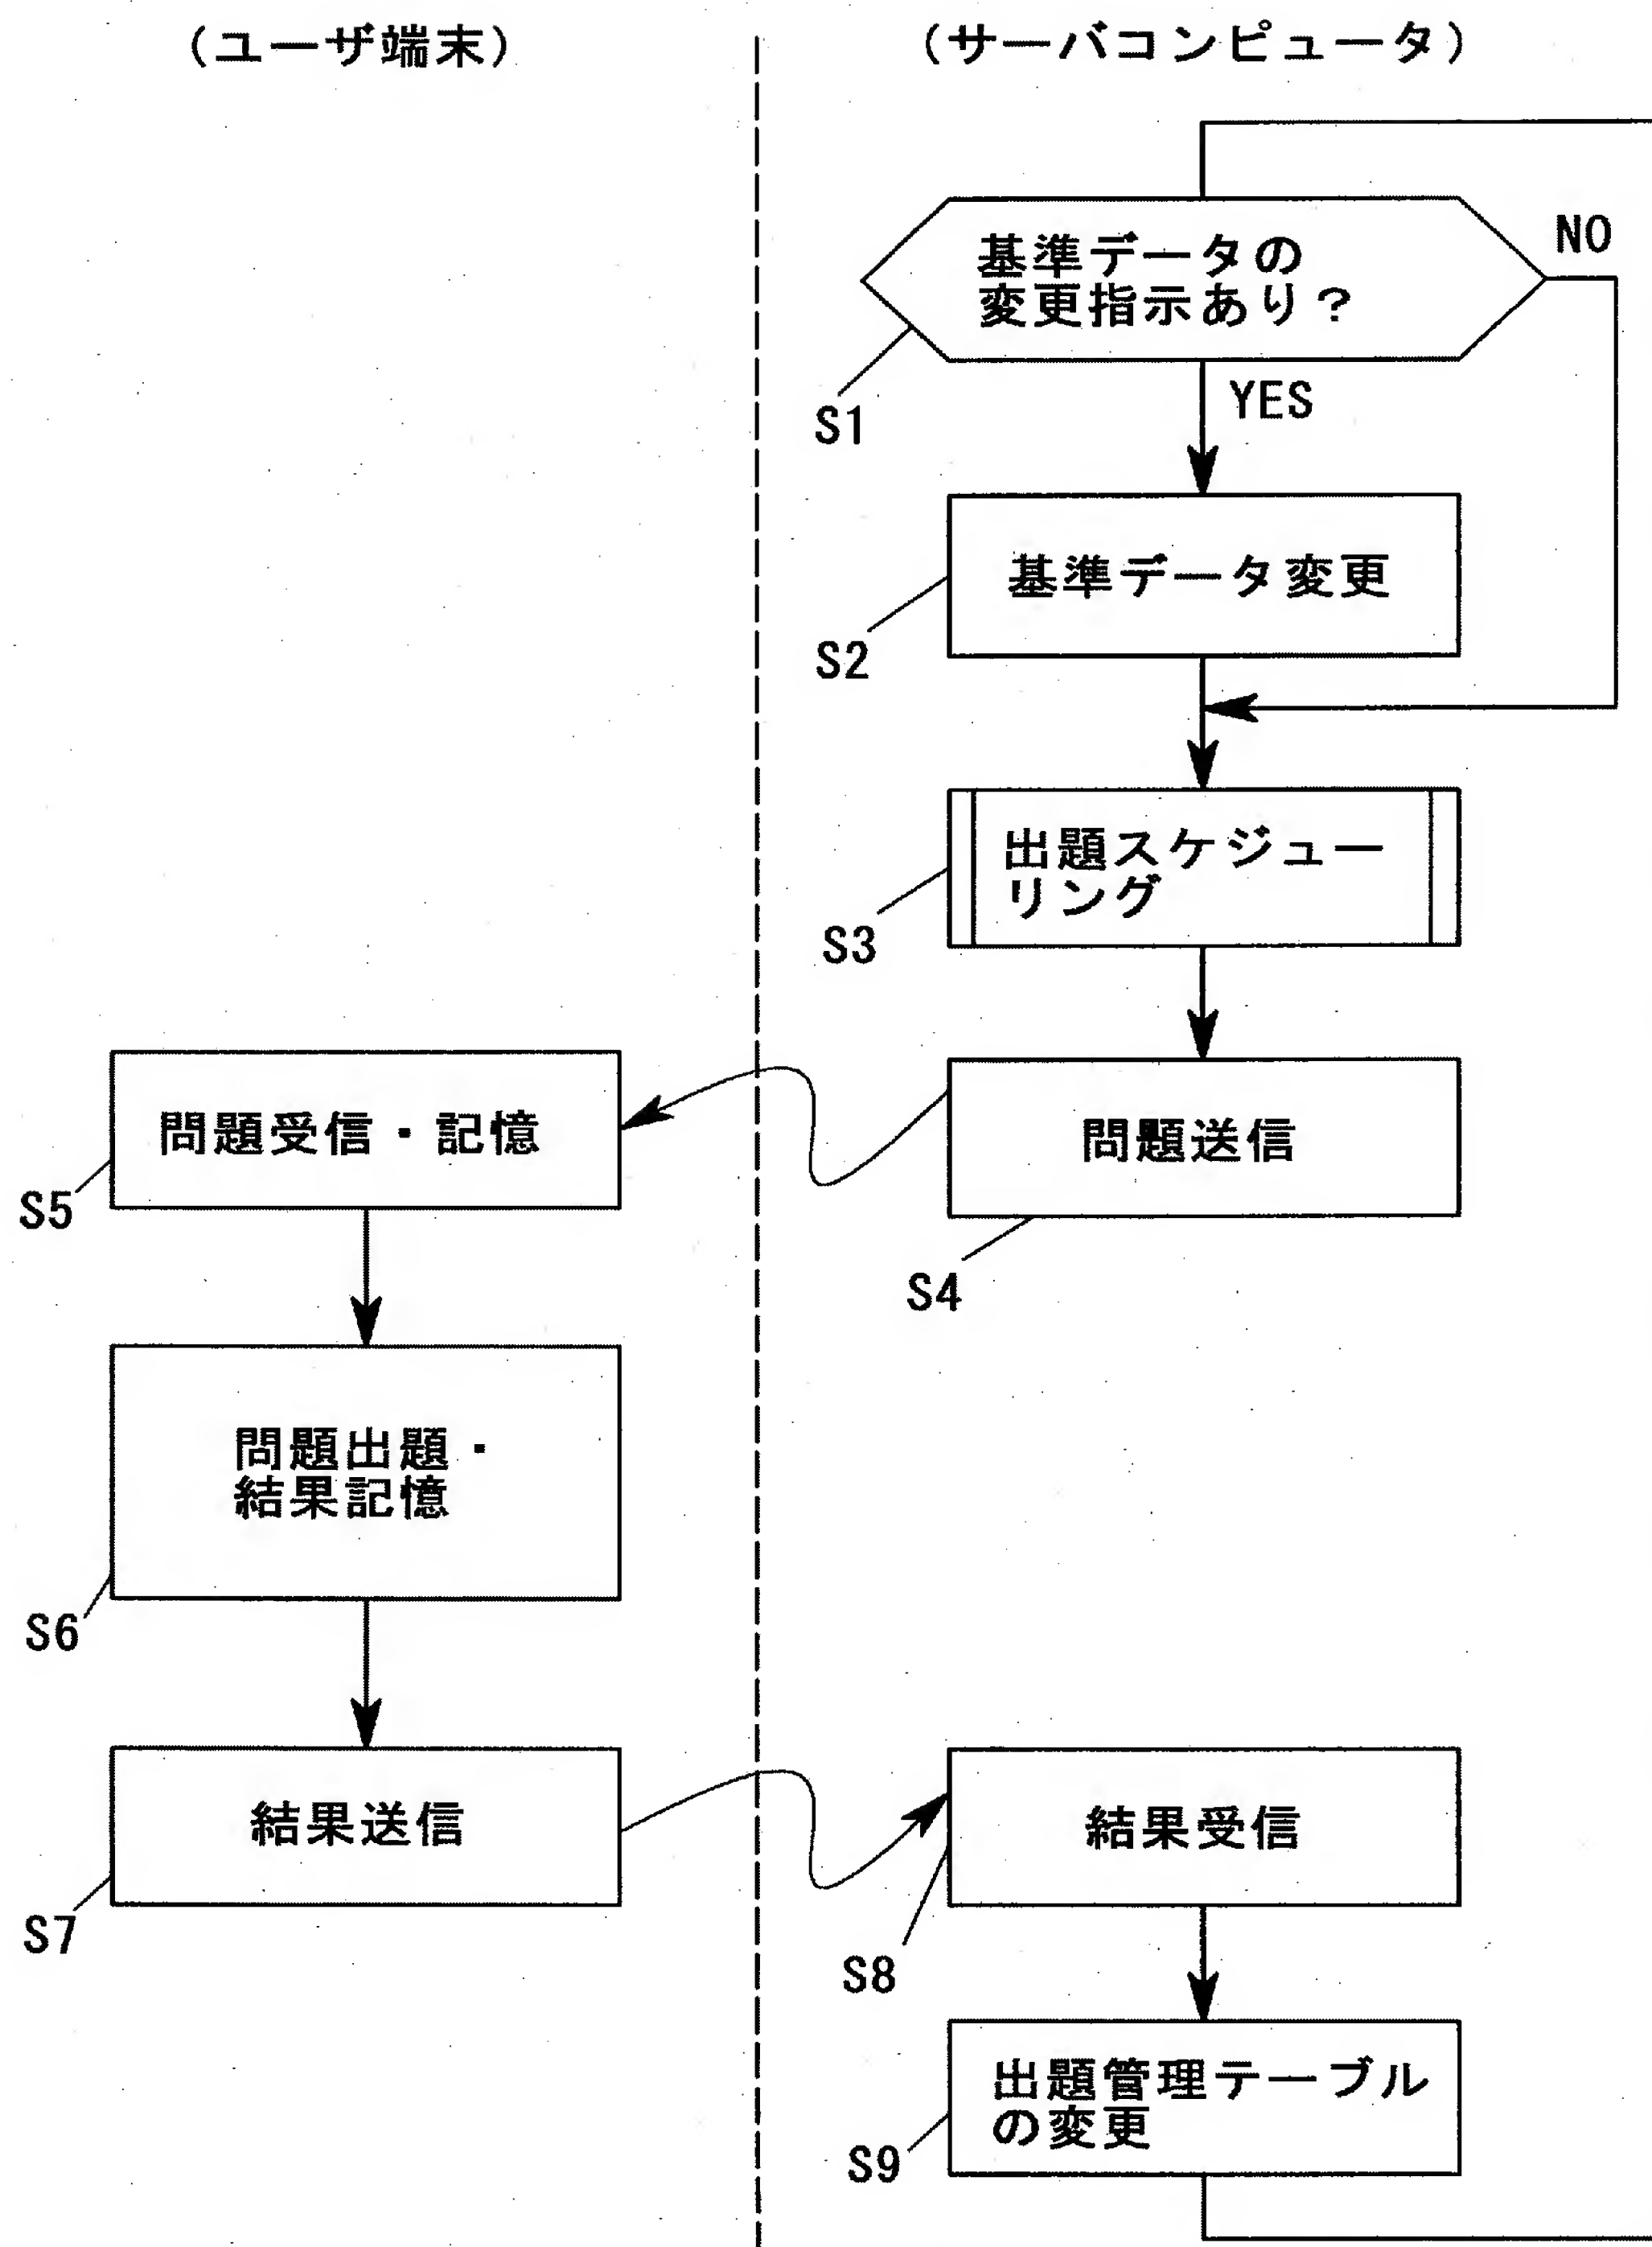 (ユーザ端末)
(サーバコンピュータ)
基準データの
変更指示あり?
NO
S1
YES
基準データ変更
S2
出題スケジュー
リング
S3
問題受信・記憶
問題送信
S5
S4
問題出題・
結果記憶
S6
結果送信
結果受信
S7
S8
出題管理テーブル
の変更
S9